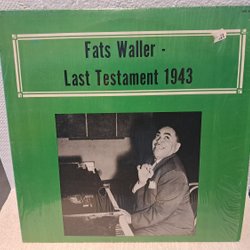 Fats Waller -
Last Testament 1943